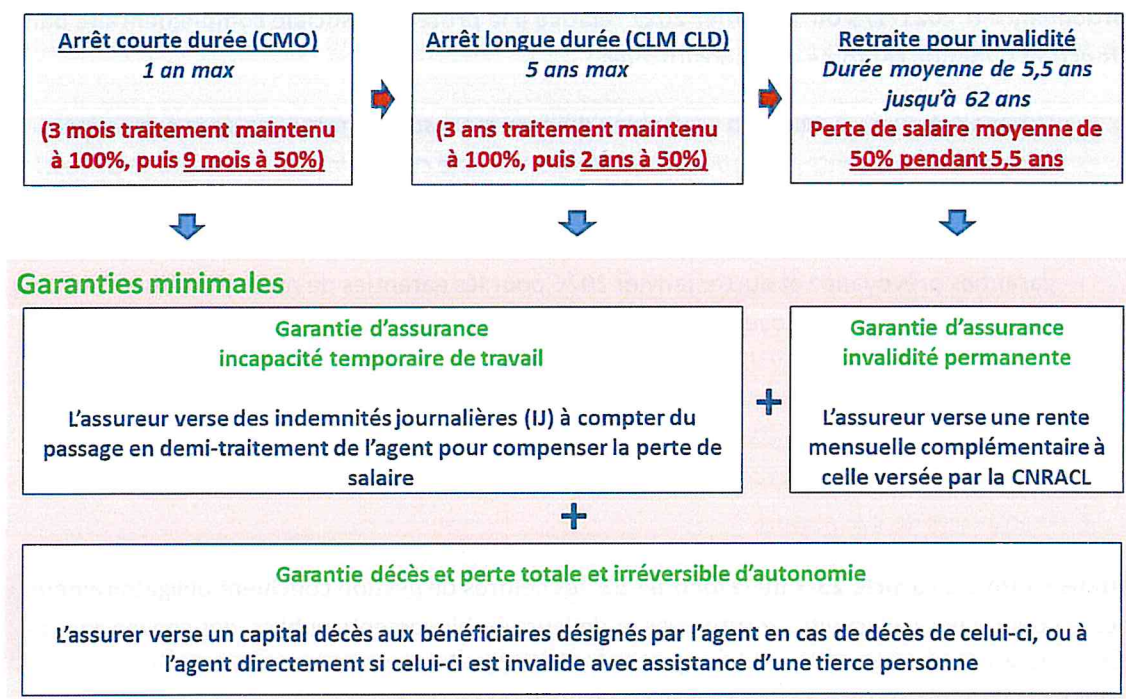 Arrêt courte durée (CMO)
1 an max
(3 mois traitement maintenu
à 100%, puis 9 mois à 50%)
Arrêt longue durée (CLM CLD)
5 ans max
(3 ans traitement maintenu
à 100%, puis 2 ans à 50%)
Retraite pour invalidité
Durée moyenne de 5,5 ans
jusqu'à 62 ans
Perte de salaire moyenne de
50% pendant 5,5 ans
Garanties minimales
Garantie d'assurance
incapacité temporaire de travail
L'assureur verse des indemnités journalières (IJ) à compter du
passage en demi-traitement de l'agent pour compenser la perte de
salaire
+
Garantie d'assurance
invalidité permanente
L'assureur verse une rente
mensuelle complémentaire à
celle versée par la CNRACL
+
Garantie décès et perte totale et irréversible d'autonomie
L'assurer verse un capital décès aux bénéficiaires désignés par l'agent en cas de décès de celui-ci, ou à
l'agent directement si celui-ci est invalide avec assistance d'une tierce personne